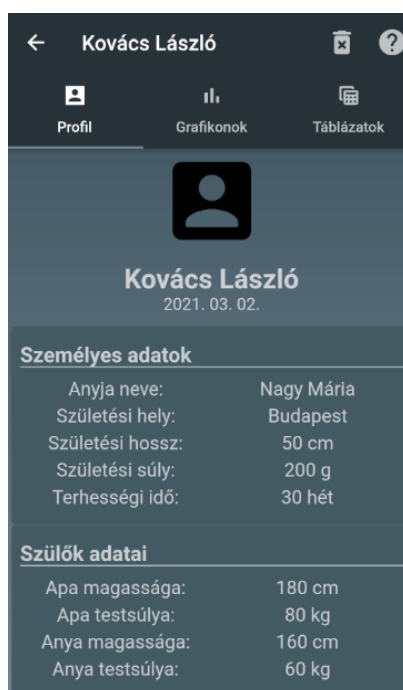 Kovács László
Profil Grafikonok Táblázatok
Kovács László
2021. 03. 02.
Személyes adatok
Anyja neve: Nagy Mária
Születési hely: Budapest
Születési hossz: 50 cm
Születési súly: 200 g
Terhességi idő: 30 hét
Szülők adatai
Apa magassága: 180 cm
Apa testsúlya: 80 kg
Anya magassága: 160 cm
Anya testsúlya: 60 kg